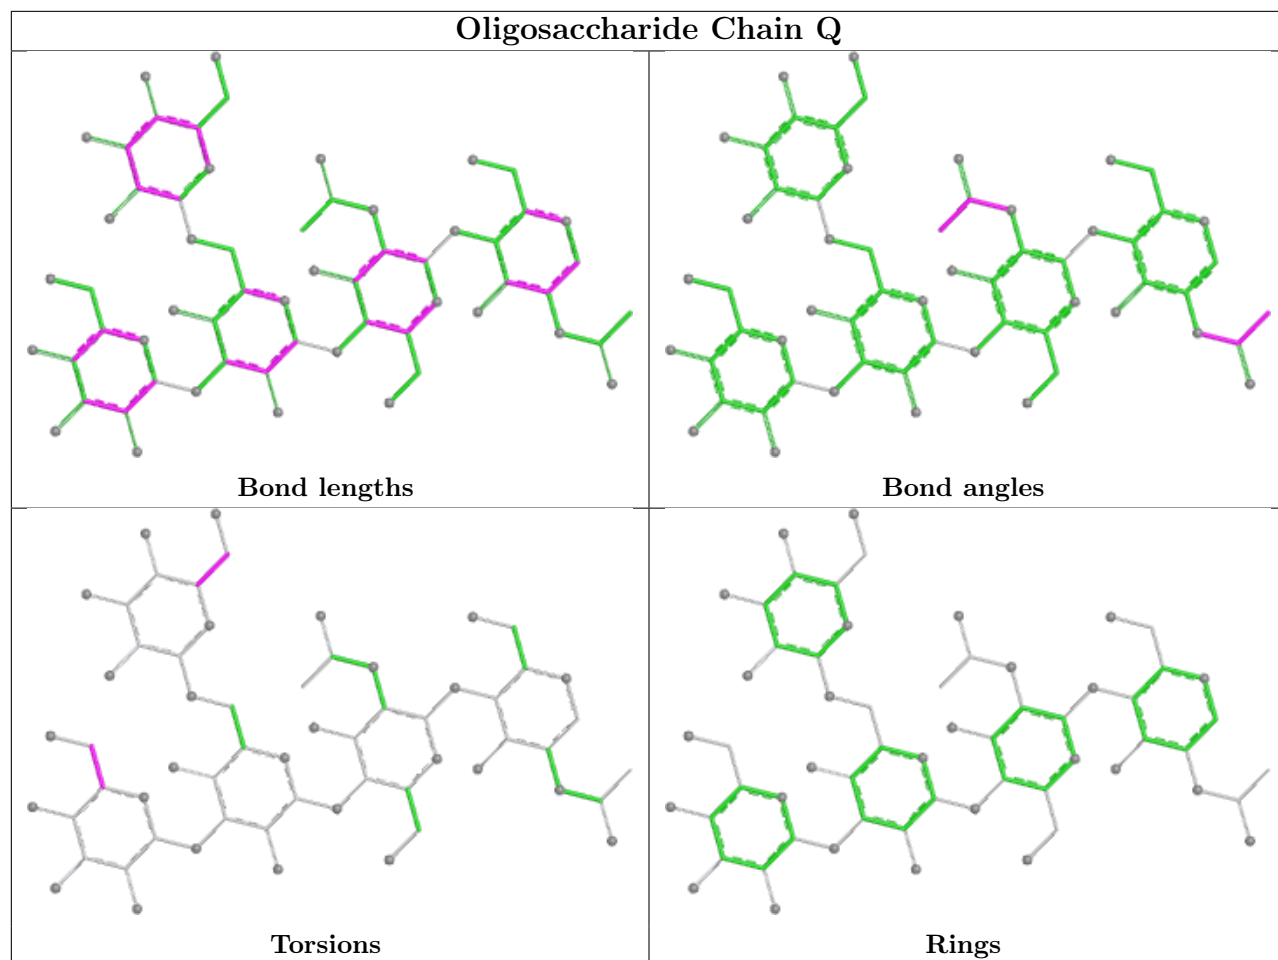 Oligosaccharide Chain Q
Bond lengths
Bond angles
Torsions
Rings